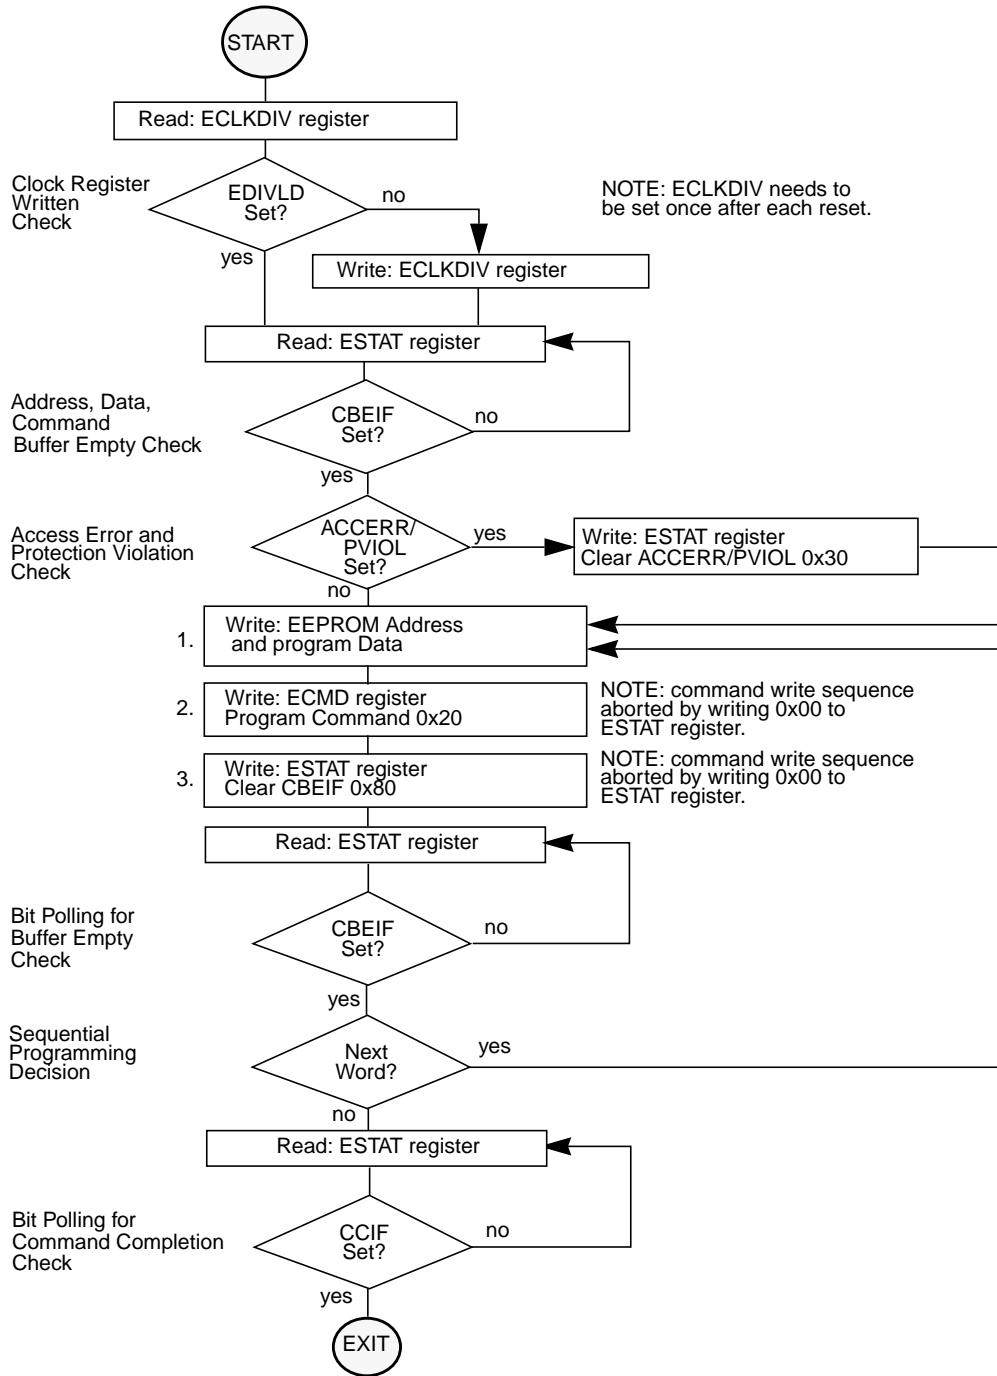 START
Read: ECLKDIV register
Clock Register
Written
Check
EDIVLD
Set?
no
yes
NOTE: ECLKDIV needs to
be set once after each reset.
Write: ECLKDIV register
Read: ESTAT register
Address, Data,
Command
Buffer Empty Check
CBEIF
Set?
no
yes
Access Error and
Protection Violation
Check
ACCERR/
PVIOL
Set?
yes
no
Write: ESTAT register
Clear ACCERR/PVIOL 0x30
1.
Write: EEPROM Address
and program Data
2.
Write: ECMD register
Program Command 0x20
NOTE: command write sequence
aborted by writing 0x00 to
ESTAT register.
3.
Write: ESTAT register
Clear CBEIF 0x80
NOTE: command write sequence
aborted by writing 0x00 to
ESTAT register.
Read: ESTAT register
Bit Polling for
Buffer Empty
Check
CBEIF
Set?
no
yes
Sequential
Programming
Decision
Next
Word?
yes
no
Read: ESTAT register
Bit Polling for
Command Completion
Check
CCIF
Set?
no
yes
EXIT